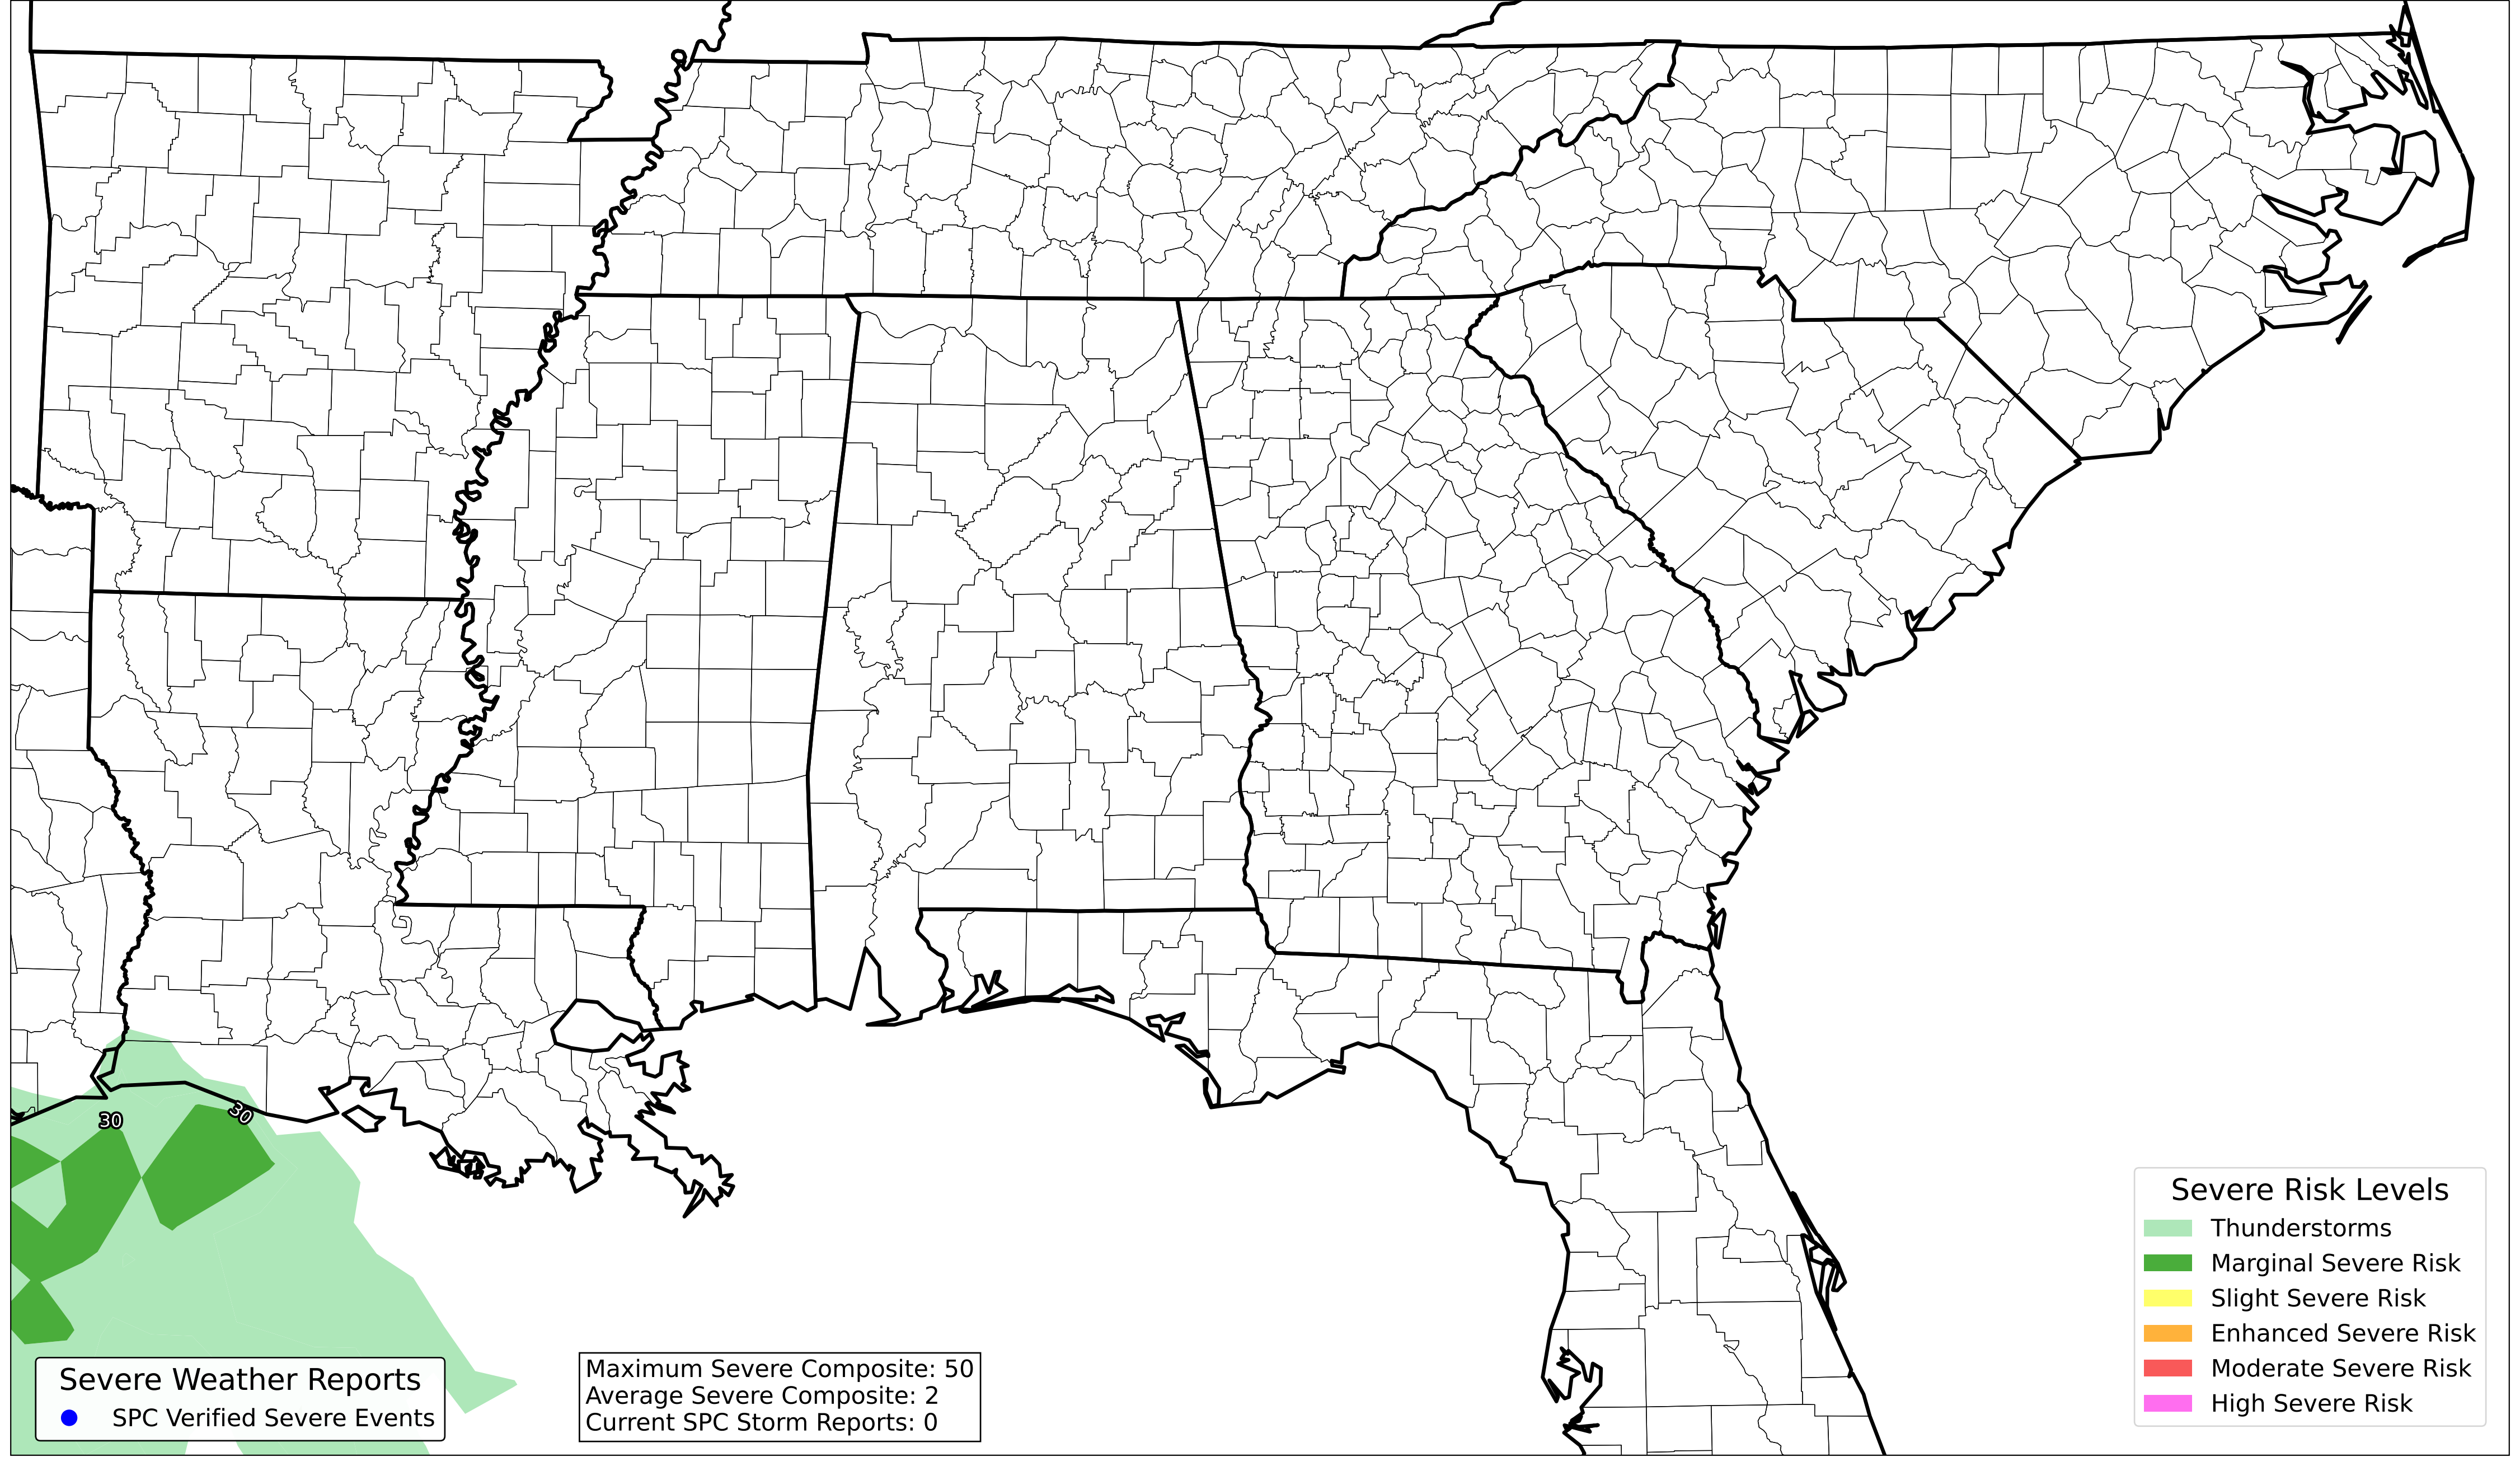 30
30
Severe Risk Levels
Thunderstorms
Marginal Severe Risk
Slight Severe Risk
Enhanced Severe Risk
Moderate Severe Risk
High Severe Risk
Severe Weather Reports
SPC Verified Severe Events
Maximum Severe Composite: 50
Average Severe Composite: 2
Current SPC Storm Reports: 0